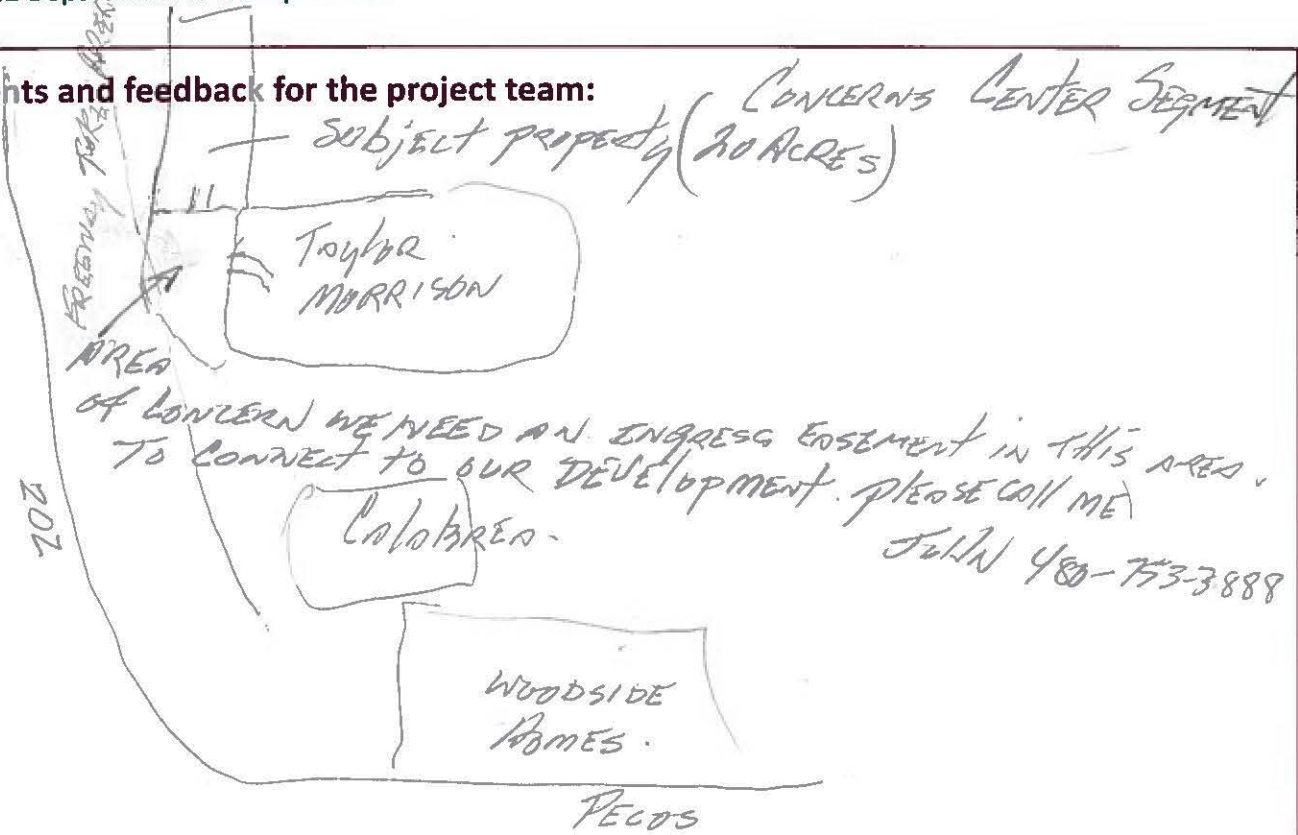 nts and feedback for the project team:
CONCERNS CENTER SEGMENT
SUBJECT PROPERTY (20 ACRES)
FREEWAY
TAYLOR
MORRISON
AREA
OF CONCERN WE NEED AN INGRESS EASEMENT IN THIS AREA.
TO CONNECT TO OUR DEVELOPMENT. PLEASE CALL ME
CALABREA.
JOHN 480-753-3888
202
WOODSIDE
HOMES.
PECOS